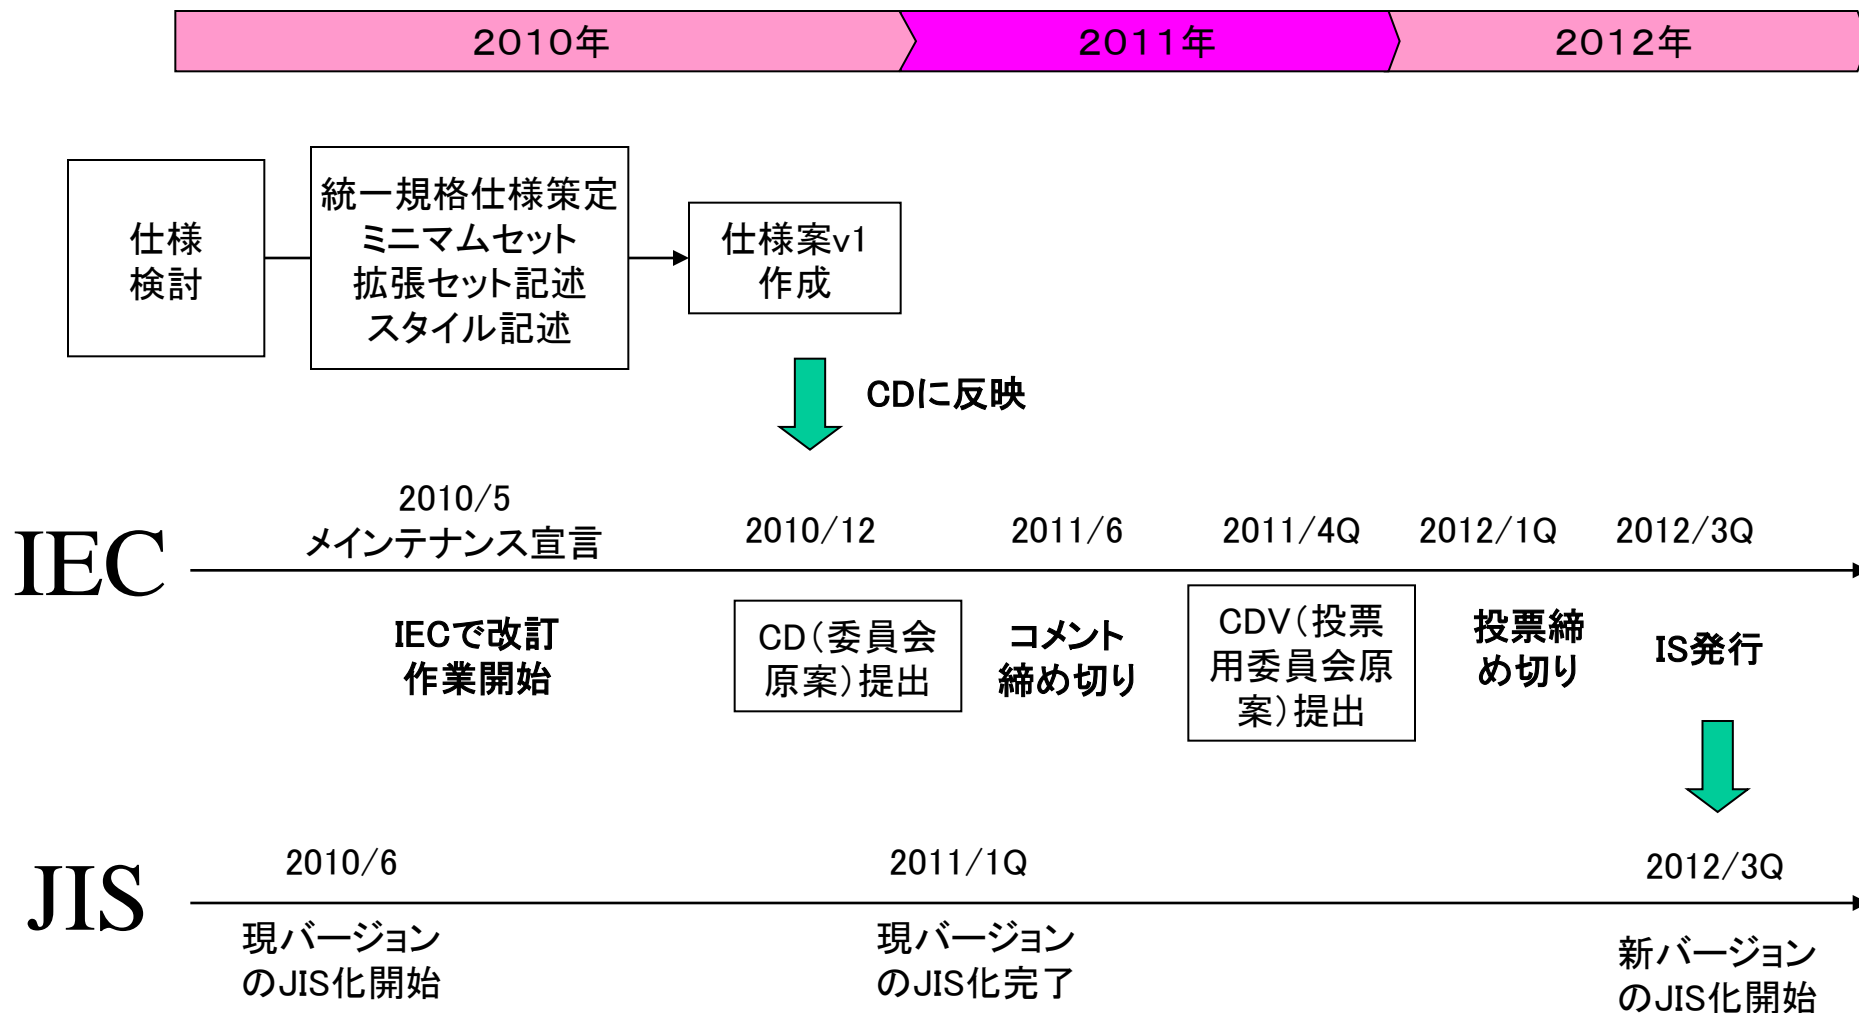 2010年
2011年
2012年
仕様
検討
統一規格仕様策定
ミニマムセット
拡張セット記述
スタイル記述
仕様案v1
作成
CDに反映
IEC
2010/5
メインテナンス宣言
2010/12
2011/6
2011/4Q
2012/1Q
2012/3Q
IECで改訂
作業開始
CD(委員会
原案)提出
コメント
締め切り
CDV(投票
用委員会原
案)提出
投票締
め切り
IS発行
JIS
2010/6
2011/1Q
2012/3Q
現バージョン
のJIS化開始
現バージョン
のJIS化完了
新バージョン
のJIS化開始